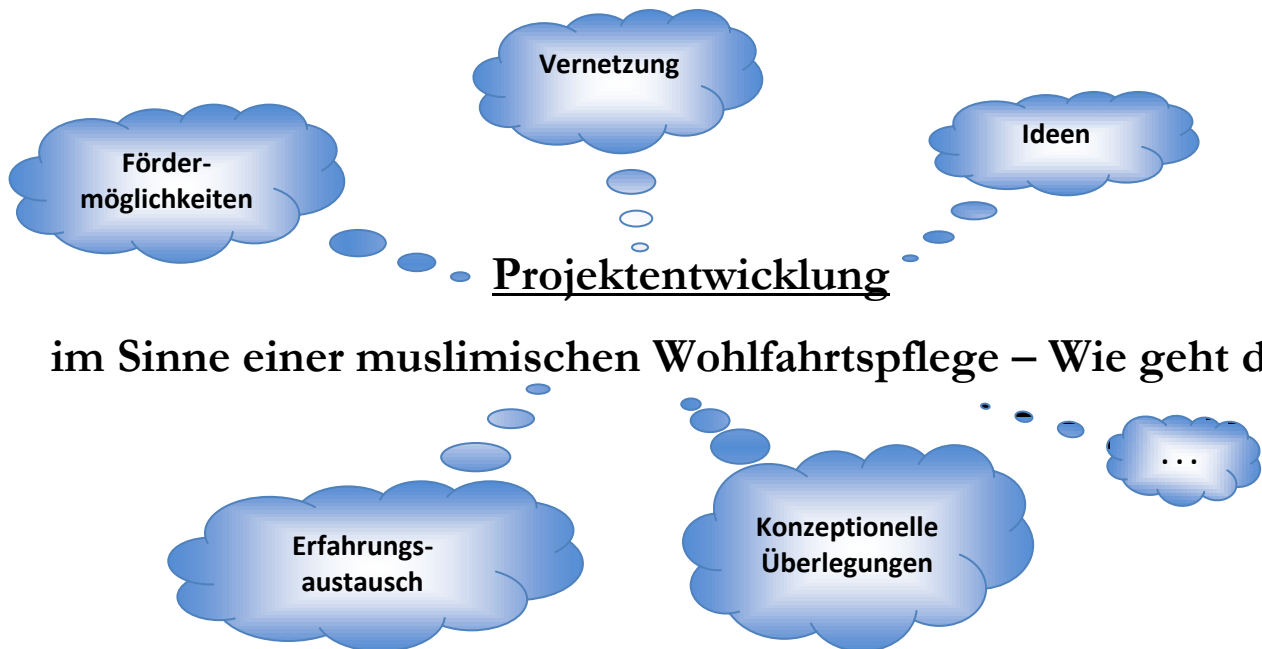 Vernetzung
Ideen
Förder-
möglichkeiten
Projektentwicklung
im Sinne einer muslimischen Wohlfahrtspflege – Wie geht d
...
Erfahrungs-
austausch
Konzeptionelle
Überlegungen